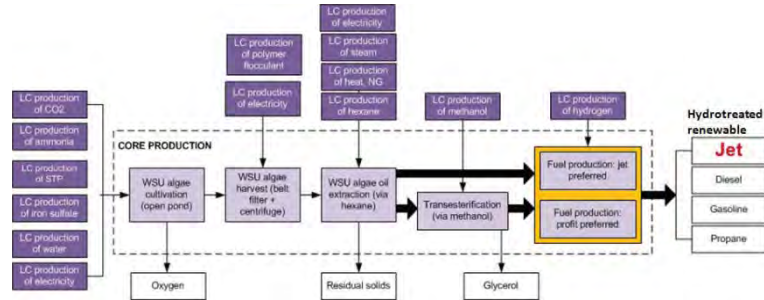 LC production
of CO2
LC production
of ammonia
LC production
of STP
LC production
of iron sulfate
LC production
of water
LC production
of electricity
LC production
of polymer
flocculant
LC production
of electricity
LC production
of electricity
LC production
of steam
LC production
of heat, NG
LC production
of hexane
LC production
of methanol
LC production
of hydrogen
CORE PRODUCTION
WSU algae
cultivation
(open pond)
WSU algae
harvest (belt
filter +
centrifuge)
WSU algae oil
extraction (via
hexane)
Transesterification
(via methanol)
Fuel production: jet
preferred
Fuel production:
profit preferred
Hydrotreated
renewable
Jet
Diesel
Gasoline
Propane
Oxygen
Residual solids
Glycerol